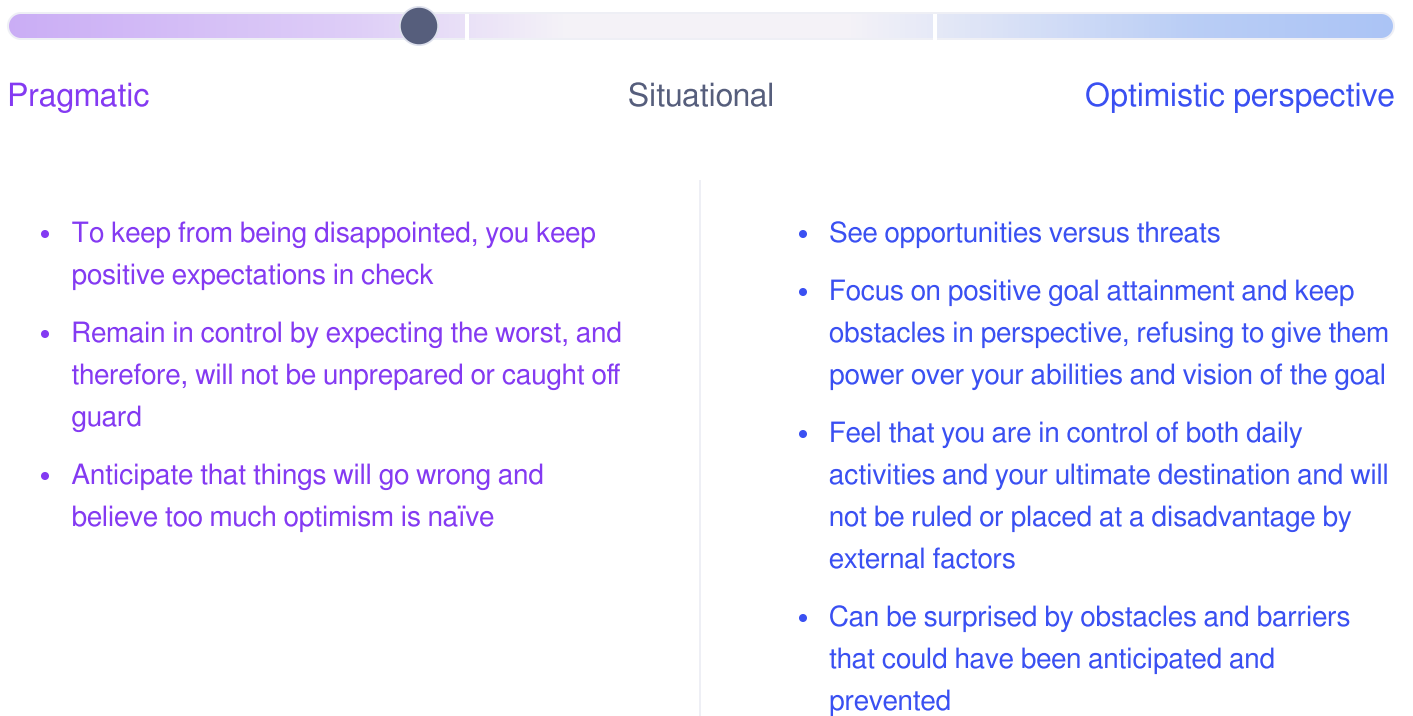 Pragmatic
Situational
Optimistic perspective
• To keep from being disappointed, you keep
positive expectations in check
• Remain in control by expecting the worst, and
therefore, will not be unprepared or caught off
guard
• Anticipate that things will go wrong and
believe too much optimism is naïve
• See opportunities versus threats
• Focus on positive goal attainment and keep
obstacles in perspective, refusing to give them
power over your abilities and vision of the goal
• Feel that you are in control of both daily
activities and your ultimate destination and will
not be ruled or placed at a disadvantage by
external factors
• Can be surprised by obstacles and barriers
that could have been anticipated and
prevented